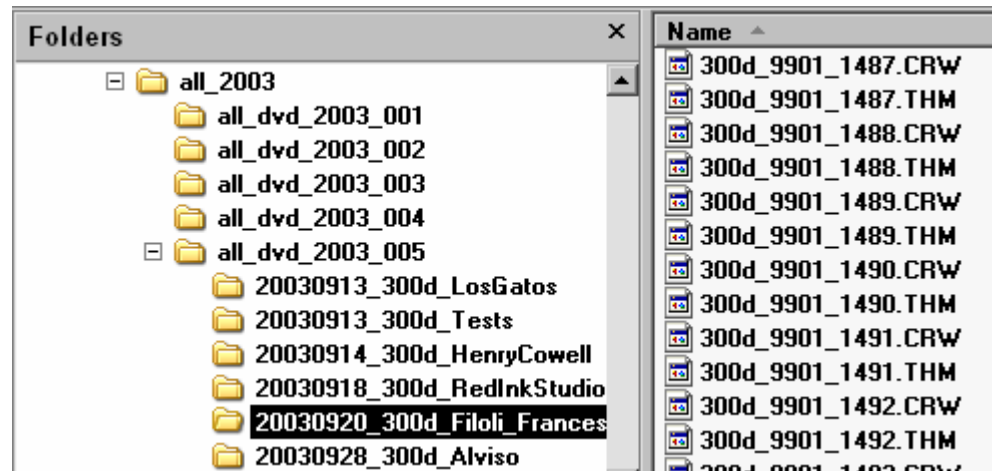 Folders
all_2003
all_dvd_2003_001
all_dvd_2003_002
all_dvd_2003_003
all_dvd_2003_004
all_dvd_2003_005
20030913_300d_LosGatos
20030913_300d_Tests
20030914_300d_HenryCowell
20030918_300d_RedInkStudio
20030920_300d_Filoli_Frances
20030928_300d_Alviso
Name
300d_9901_1487.CRW
300d_9901_1487.THM
300d_9901_1488.CRW
300d_9901_1488.THM
300d_9901_1489.CRW
300d_9901_1489.THM
300d_9901_1490.CRW
300d_9901_1490.THM
300d_9901_1491.CRW
300d_9901_1491.THM
300d_9901_1492.CRW
300d_9901_1492.THM
300d_9901_1493.CRW